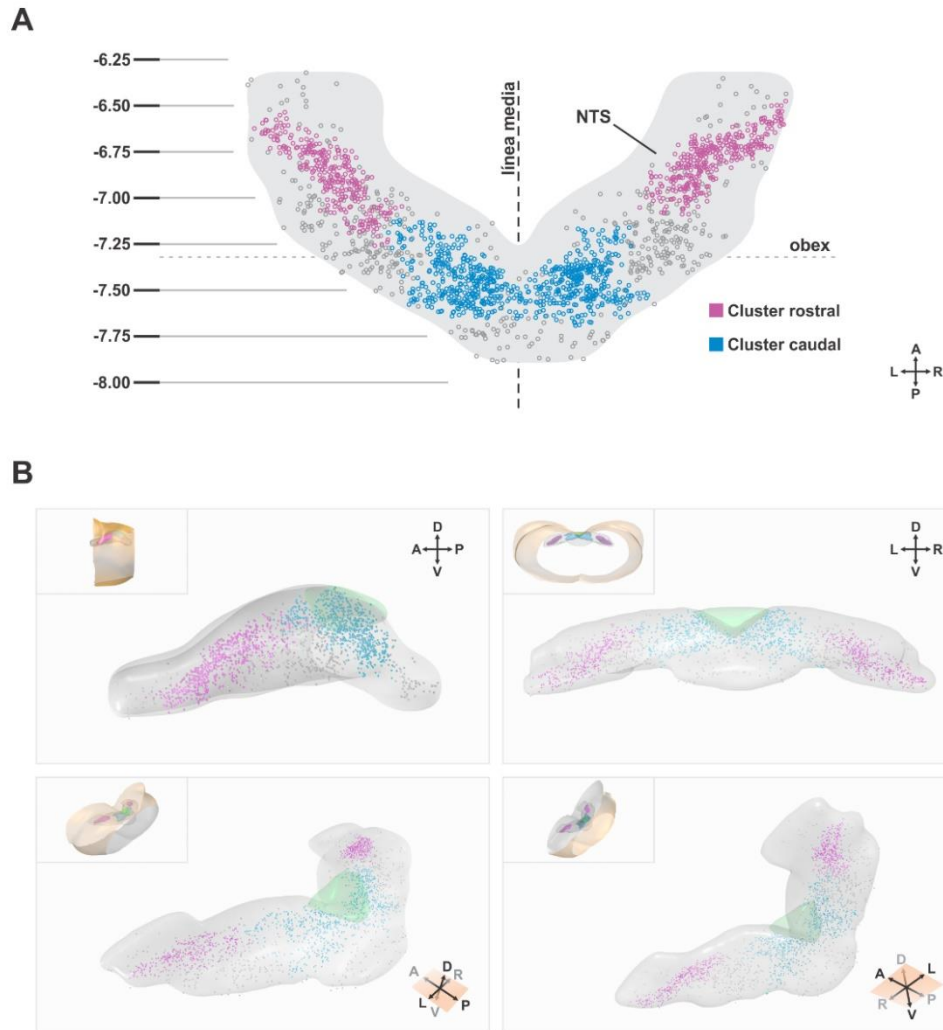 A
-6.25
-6.50
-6.75
-7.00
-7.25
-7.50
-7.75
-8.00
línea media
NTS
obex
Cluster rostral
Cluster caudal
A
L R
P
B
D
A P
V
D
L R
V
A D R
L V P
D L
A
R P
V